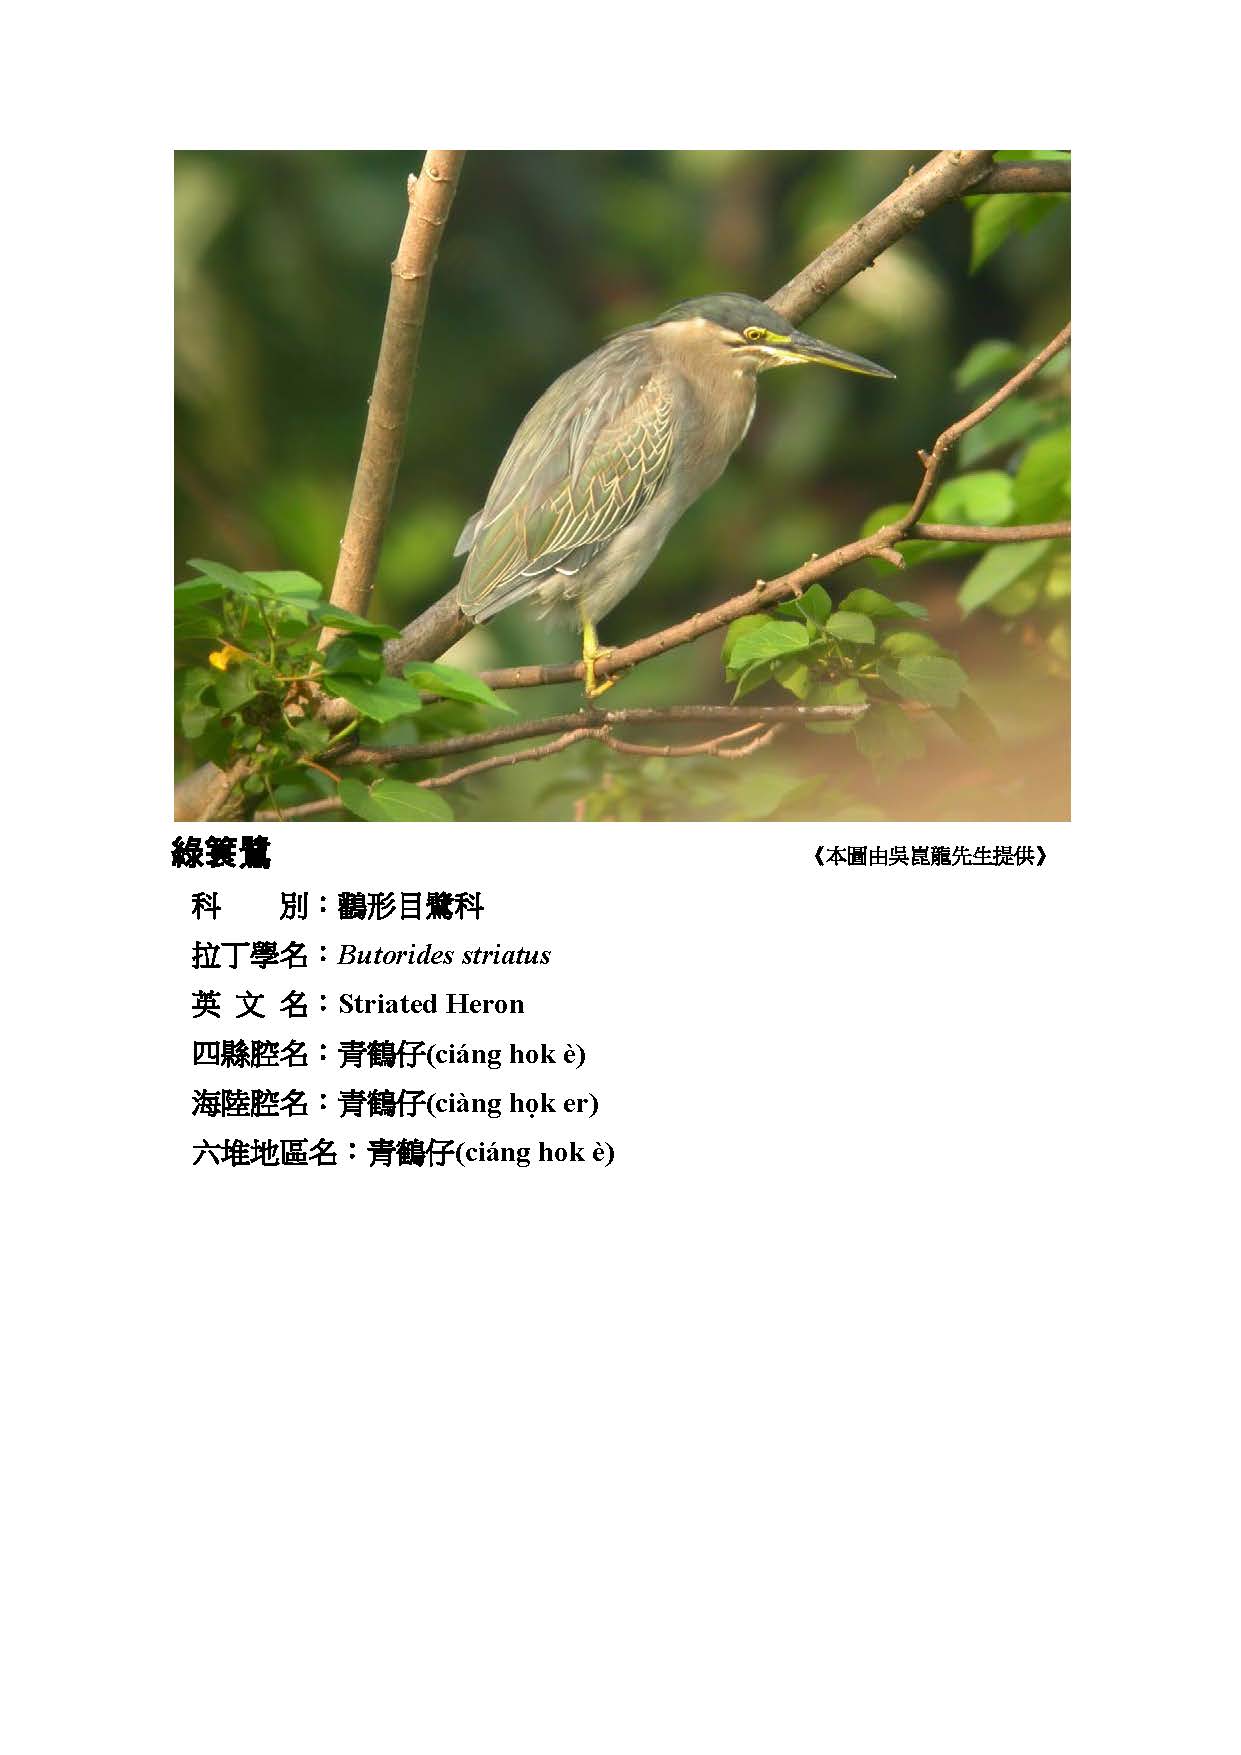 綠簑鷺 《本圖由吳崑龍先生提供》
科　　別：鸛形目鷺科
拉丁學名：Butorides striatus
英 文 名：Striated Heron
四縣腔名：青鶴仔(ciáng hok è)
海陸腔名：青鶴仔(ciàng họk er)
六堆地區名：青鶴仔(ciáng hok è)